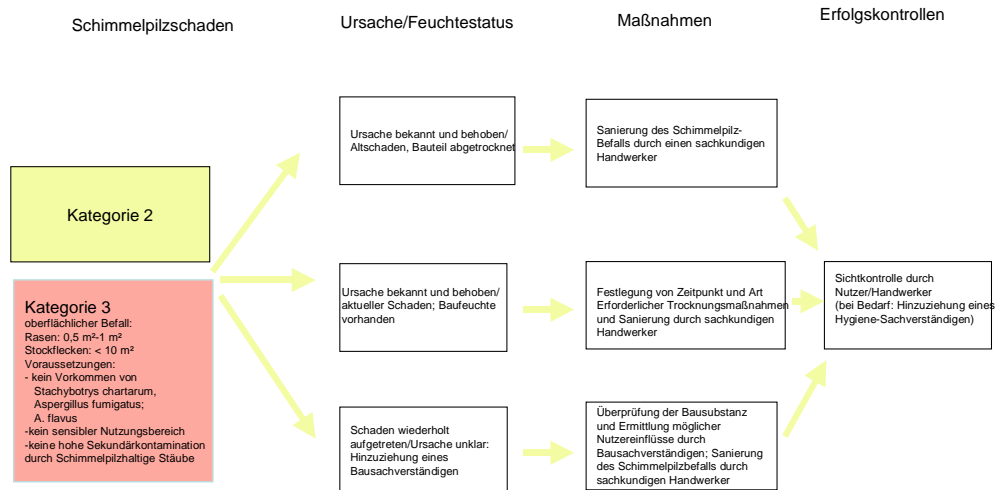 Schimmelpilzschaden
Ursache/Feuchtestatus
Maßnahmen
Erfolgskontrollen
Kategorie 2
Kategorie 3
oberflächlicher Befall:
Rasen: 0,5 m²-1 m²
Stockflecken: < 10 m²
Voraussetzungen:
- kein Vorkommen von
Stachybotrys chartarum,
Aspergillus fumigatus;
A. flavus
-kein sensibler Nutzungsbereich
-keine hohe Sekundärkontamination
durch Schimmelpilzhaltige Stäube
Ursache bekannt und behoben/
Altschaden, Bauteil abgetrocknet
Sanierung des Schimmelpilz-
Befalls durch einen sachkundigen
Handwerker
Ursache bekannt und behoben/
aktueller Schaden; Baufeuchte
vorhanden
Festlegung von Zeitpunkt und Art
Erforderlicher Trocknungsmaßnahmen
und Sanierung durch sachkundigen
Handwerker
Sichtkontrolle durch
Nutzer/Handwerker
(bei Bedarf: Hinzuziehung eines
Hygiene-Sachverständigen)
Schaden wiederholt
aufgetreten/Ursache unklar:
Hinzuziehung eines
Bausachverständigen
Überprüfung der Bausubstanz
und Ermittlung möglicher
Nutzereinflüsse durch
Bausachverständigen; Sanierung
des Schimmelpilzbefalls durch
sachkundigen Handwerker